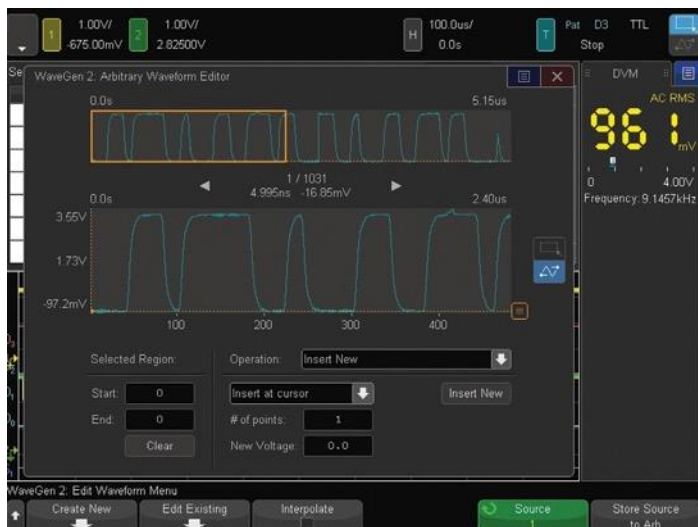 1 1.00V/ 2 1.00V/ H 100.0us/ T Pat D3 TTL
-675.00mV 2.82500V 0.0s Stop
Se WaveGen 2: Arbitrary Waveform Editor DVM
0.0s 5.15us AC RMS
961 mV
1 / 1031
4.995ns -16.85mV
0 4.00V
0.0s 2.40us Frequency: 9.1457kHz
3.55V
1.73V
-97.2mV
100 200 300 400
Selected Region: Operation: Insert New
Start: 0 Insert at cursor Insert New
End: 0 # of points: 1
Clear New Voltage: 0.0
WaveGen 2: Edit Waveform Menu
Create New Edit Existing Interpolate Source Store Source
1 to Arb